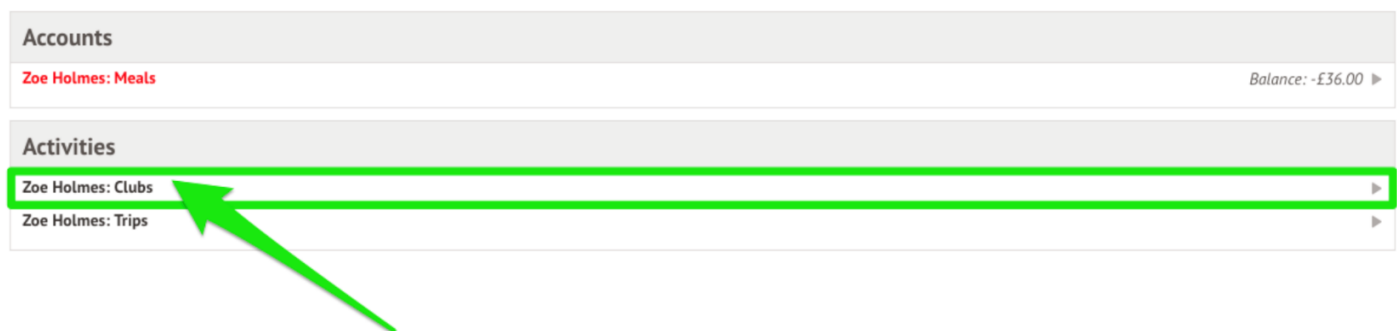 Accounts
Zoe Holmes: Meals Balance: -£36.00
Activities
Zoe Holmes: Clubs
Zoe Holmes: Trips